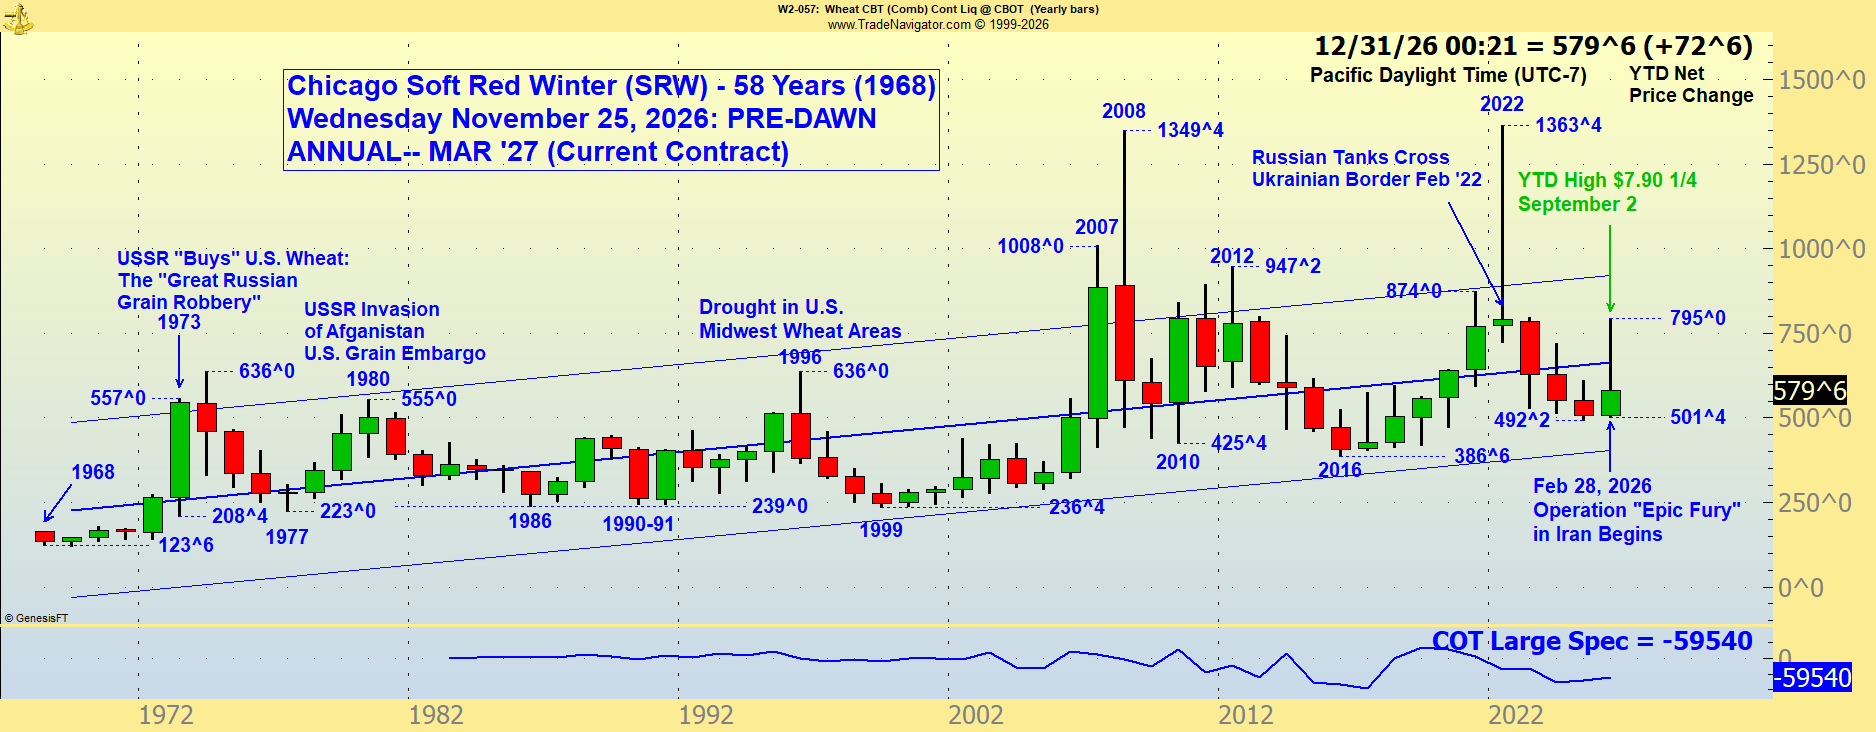 W2-057: Wheat CBT (Comb) Cont Liq @ CBOT (Yearly bars)
www.TradeNavigator.com © 1999-2026
12/31/26 00:21 = 579^6 (+72^6)
Pacific Daylight Time (UTC-7)
YTD Net
Price Change
Chicago Soft Red Winter (SRW) - 58 Years (1968)
Wednesday November 25, 2026: PRE-DAWN
ANNUAL-- MAR '27 (Current Contract)
1500^0
1250^0
1000^0
750^0
579^6
500^0
250^0
0^0
2008
1349^4
2022
1363^4
Russian Tanks Cross
Ukrainian Border Feb '22
YTD High $7.90 1/4
September 2
2007
1008^0
2012
947^2
874^0
795^0
USSR "Buys" U.S. Wheat:
The "Great Russian
Grain Robbery"
1973
USSR Invasion
of Afganistan
U.S. Grain Embargo
1980
Drought in U.S.
Midwest Wheat Areas
1996
557^0
636^0
555^0
636^0
492^2
501^4
425^4
2010
2016
386^6
1968
123^6
208^4
1977
223^0
1986
1990-91
239^0
1999
236^4
Feb 28, 2026
Operation "Epic Fury"
in Iran Begins
© GenesisFT
COT Large Spec = -59540
0
-59540
1972
1982
1992
2002
2012
2022